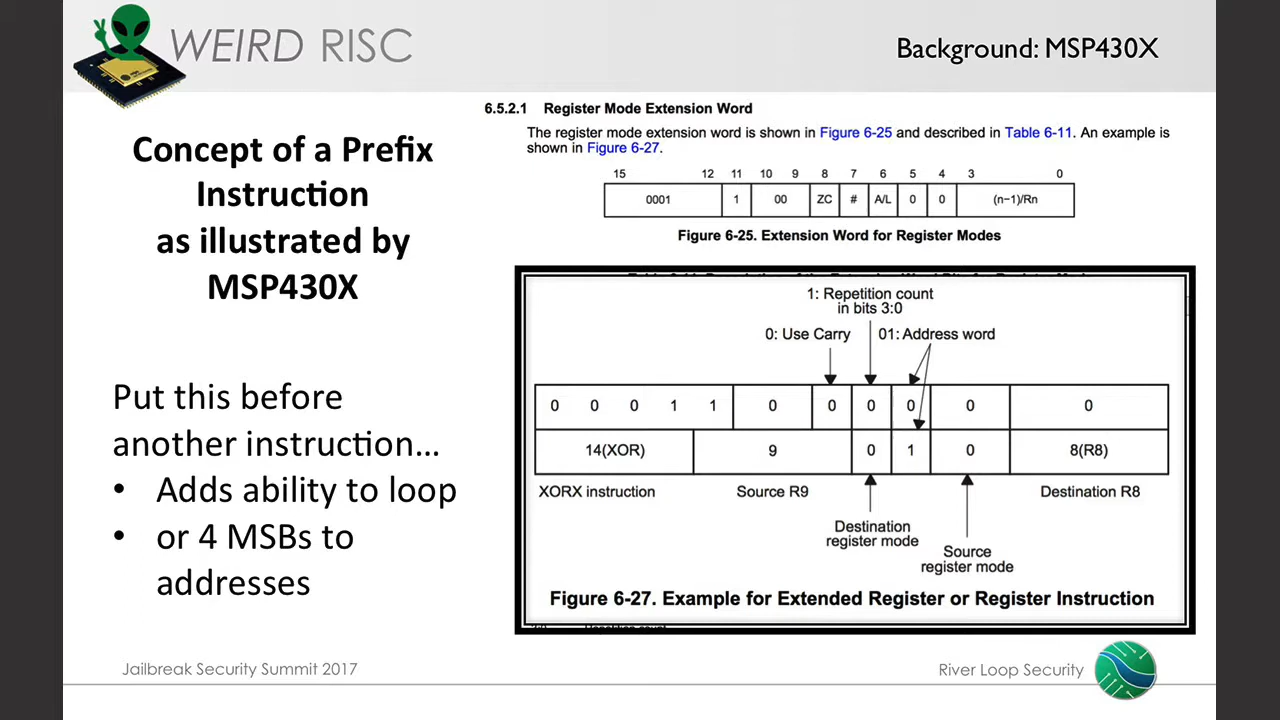 WEIRD RISC
Background: MSP430X
Concept of a Prefix
Instruction
as illustrated by
MSP430X
Put this before
another instruction…
• Adds ability to loop
• or 4 MSBs to
addresses
6.5.2.1 Register Mode Extension Word
The register mode extension word is shown in Figure 6-25 and described in Table 6-11. An example is
shown in Figure 6-27.
15 12 11 10 9 8 7 6 5 4 3 0
0001 1 00 ZC # A/L 0 0 (n−1)/Rn
Figure 6-25. Extension Word for Register Modes
1: Repetition count
in bits 3:0
0: Use Carry 01: Address word
0 0 0 1 1 0 0 0 0 0 0
14(XOR) 9 0 1 0 8(R8)
XORX instruction Source R9 Destination R8
Destination
register mode
Source
register mode
Figure 6-27. Example for Extended Register or Register Instruction
Jailbreak Security Summit 2017
River Loop Security